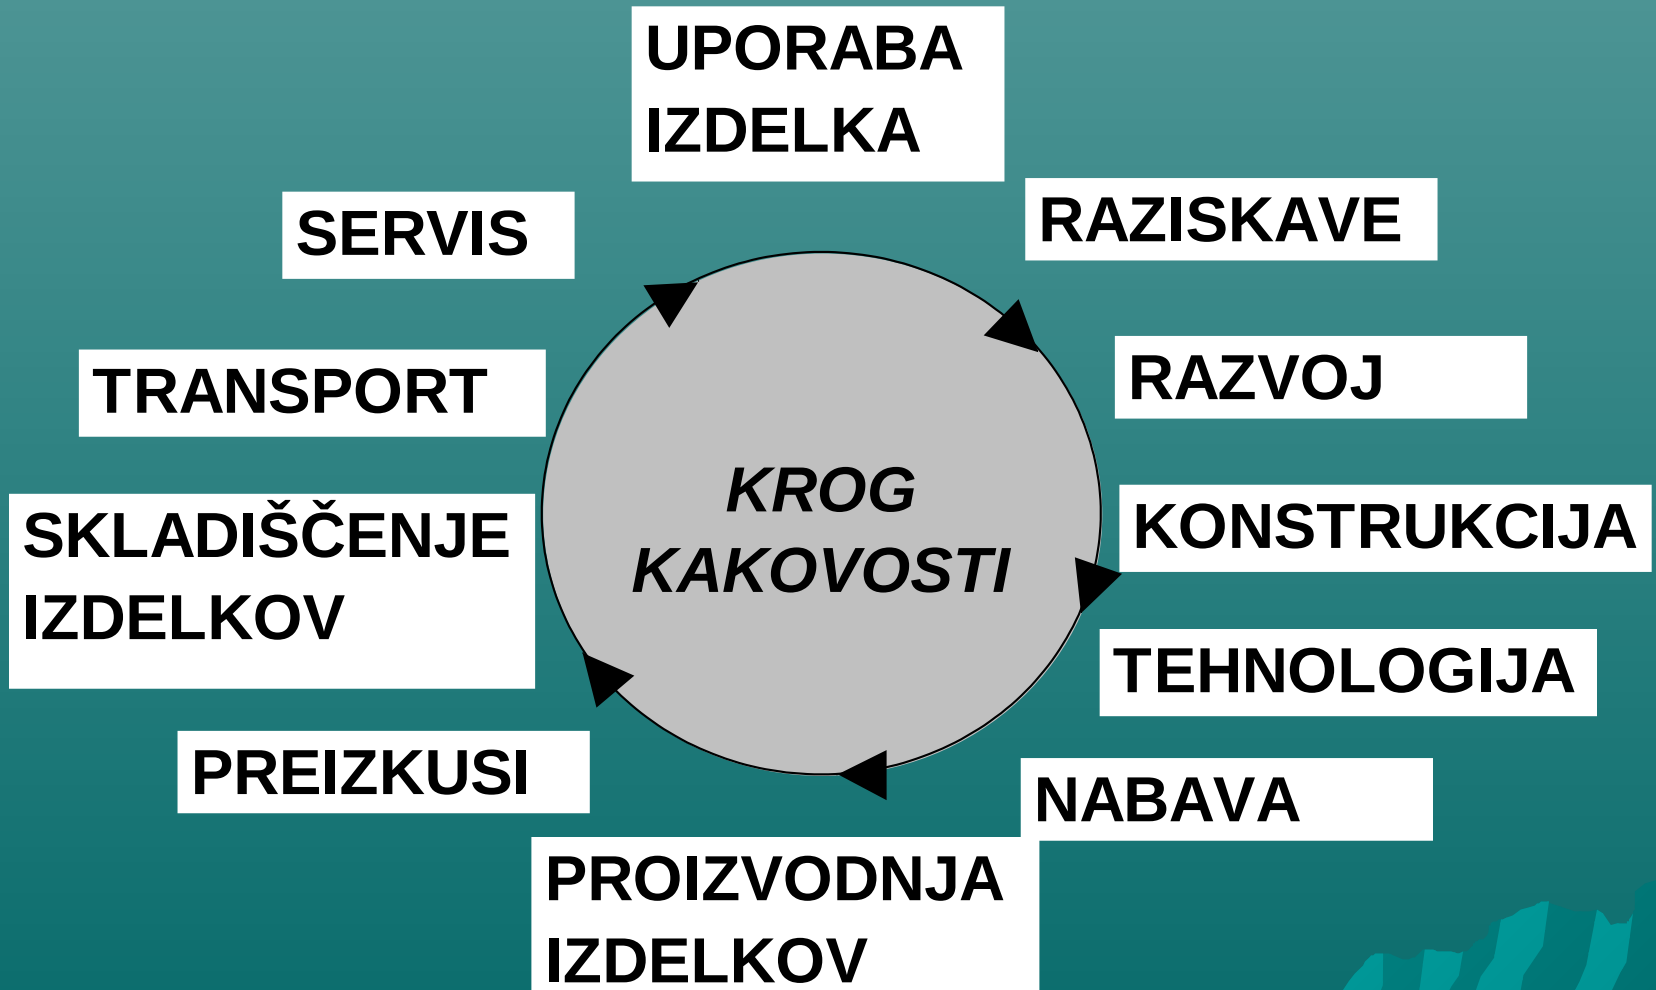 UPORABA
IZDELKA
RAZISKAVE
RAZVOJ
KONSTRUKCIJA
TEHNOLOGIJA
NABAVA
PROIZVODNJA
IZDELKOV
PREIZKUSI
SKLADIŠČENJE
IZDELKOV
TRANSPORT
SERVIS
KROG
KAKOVOSTI